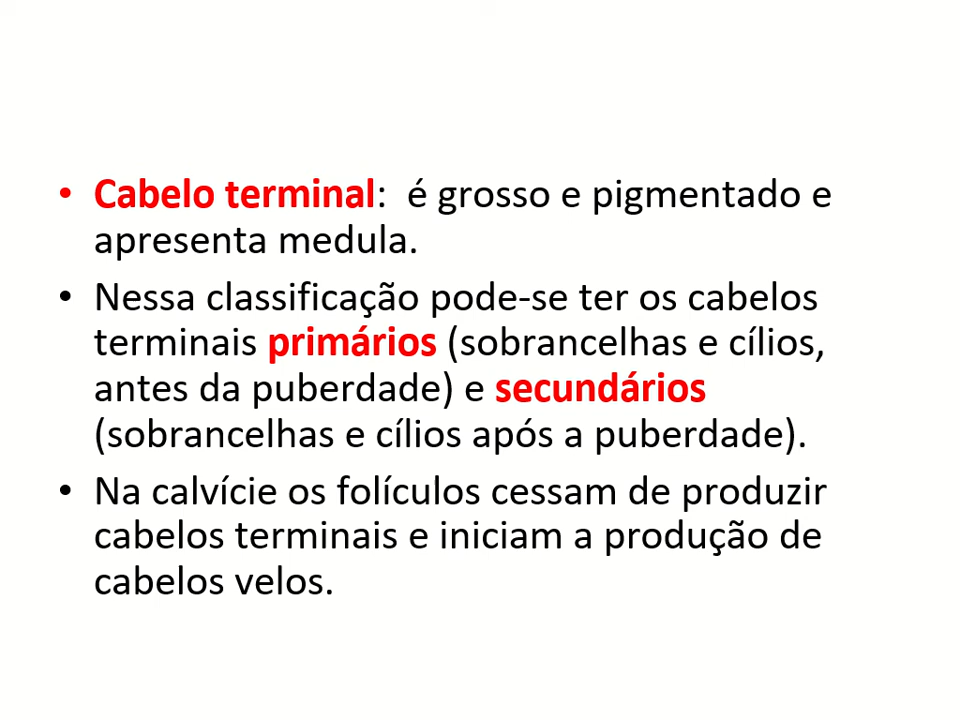 • Cabelo terminal:  é grosso e pigmentado e
apresenta medula.
• Nessa classificação pode-se ter os cabelos
terminais primários (sobrancelhas e cílios,
antes da puberdade) e secundários
(sobrancelhas e cílios após a puberdade).
• Na calvície os folículos cessam de produzir
cabelos terminais e iniciam a produção de
cabelos velos.